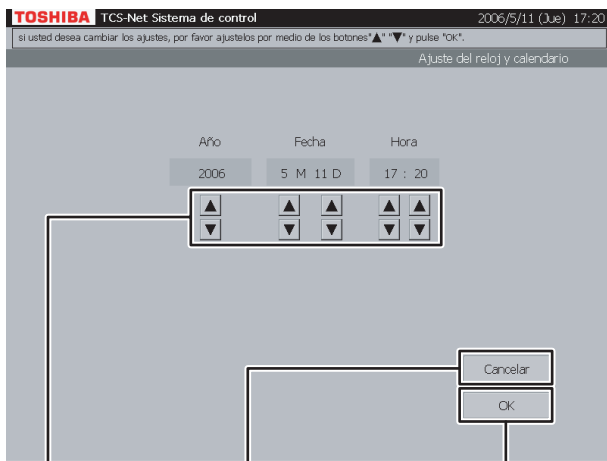 TOSHIBA TCS-Net Sistema de control 2006/5/11 (Jue) 17:20
si usted desea cambiar los ajustes, por favor ajustelos por medio de los botones"▲" "▼" y pulse "OK".
Ajuste del reloj y calendario
Año Fecha Hora
2006 5 M 11 D 17 : 20
▲ ▲ ▲ ▲ ▲
▼ ▼ ▼ ▼ ▼
Cancelar
OK